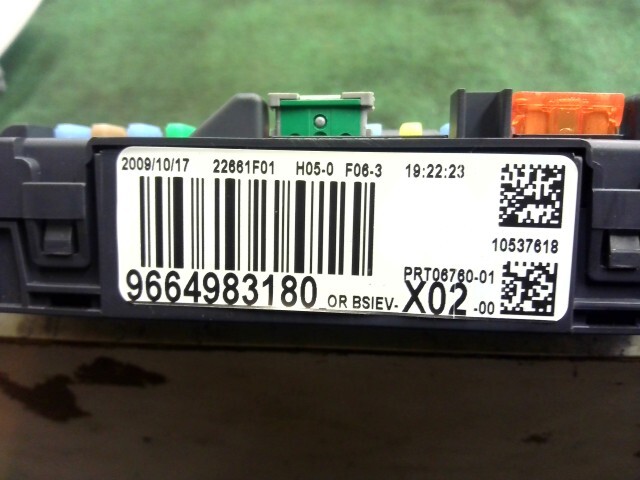 2009/10/17 22661F01 H05-0 F06-3 19:22:23
10537618
PRT06760-01
9664983180_OR BSIEV-X02-00